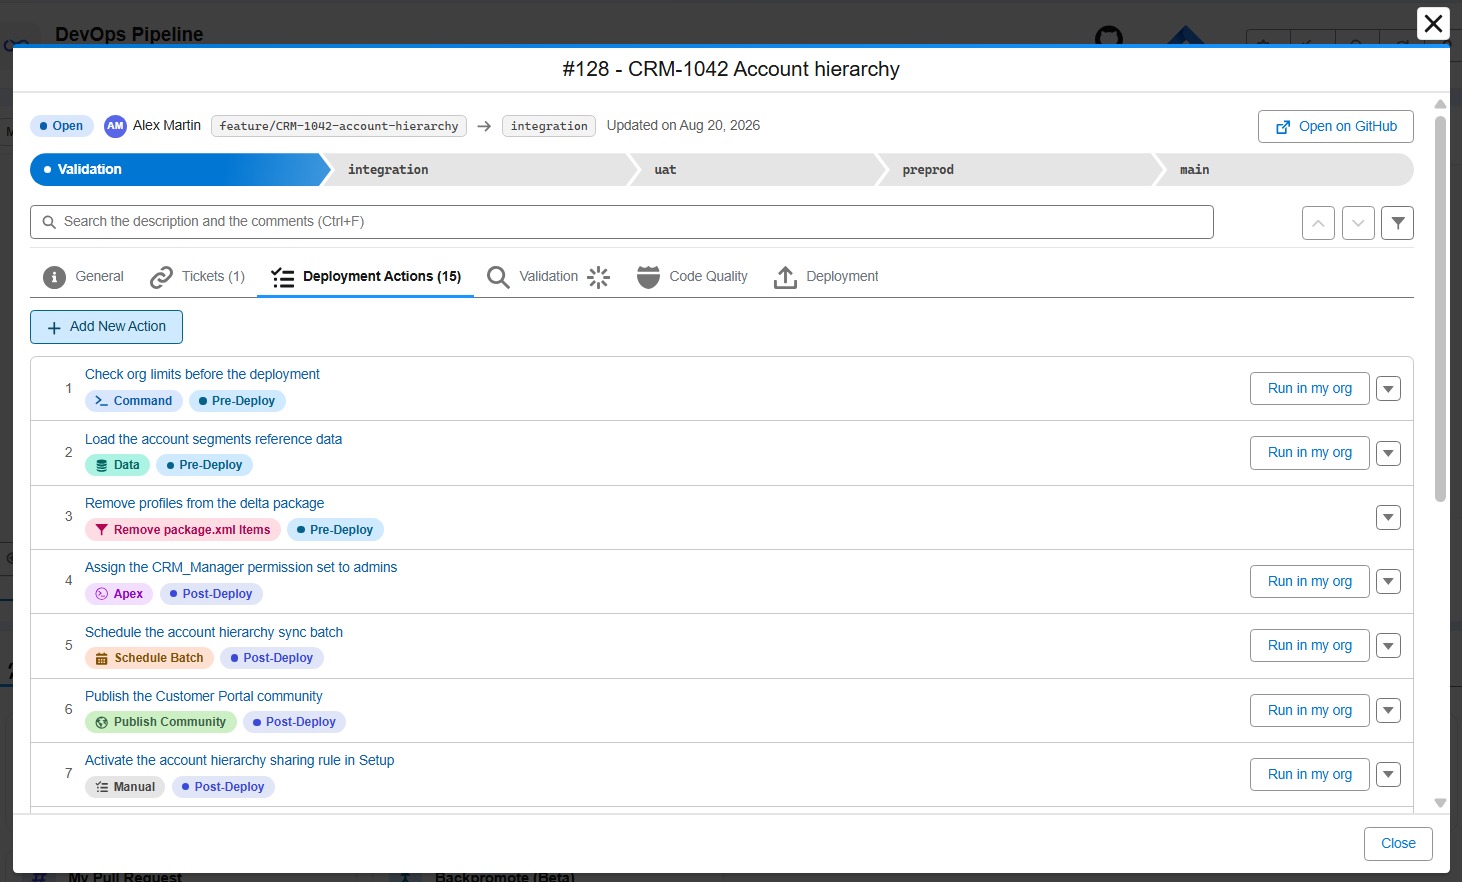 DevOps Pipeline
#128 - CRM-1042 Account hierarchy
Open AM Alex Martin feature/CRM-1042-account-hierarchy → integration Updated on Aug 20, 2026 Open on GitHub
Validation integration uat preprod main
Search the description and the comments (Ctrl+F)
General Tickets (1) Deployment Actions (15) Validation Code Quality Deployment
+ Add New Action
1 Check org limits before the deployment
Command Pre-Deploy Run in my org
2 Load the account segments reference data
Data Pre-Deploy Run in my org
3 Remove profiles from the delta package
Remove package.xml Items Pre-Deploy
4 Assign the CRM_Manager permission set to admins
Apex Post-Deploy Run in my org
5 Schedule the account hierarchy sync batch
Schedule Batch Post-Deploy Run in my org
6 Publish the Customer Portal community
Publish Community Post-Deploy Run in my org
7 Activate the account hierarchy sharing rule in Setup
Manual Post-Deploy Run in my org
Close
My Pull Request Backpromote (Beta)